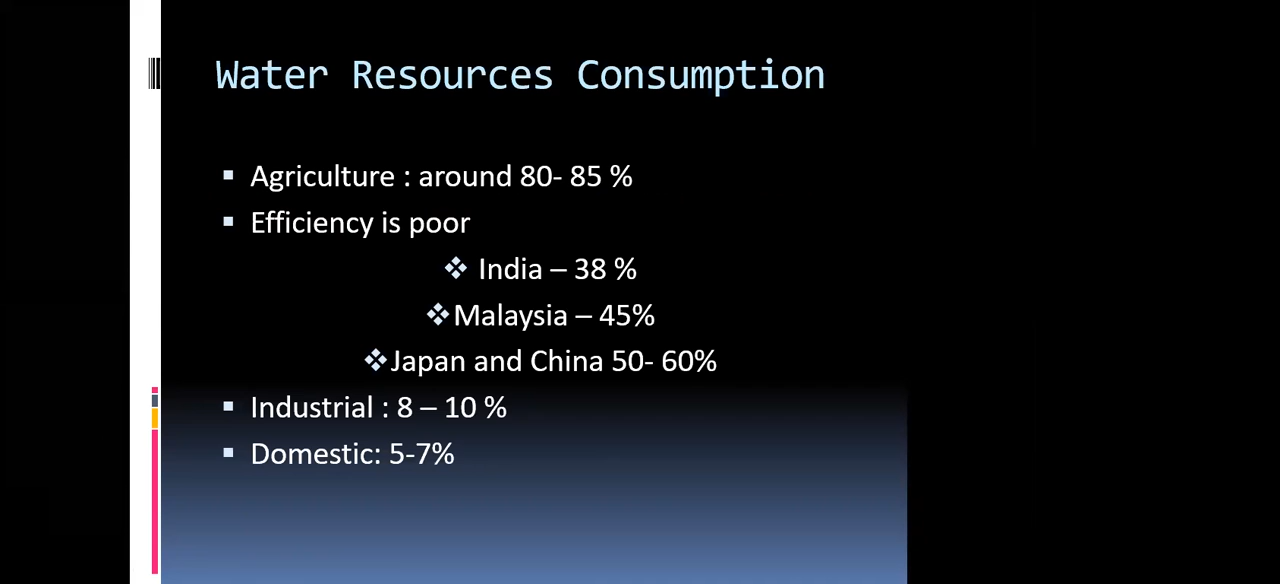 Water Resources Consumption
Agriculture : around 80- 85 %
Efficiency is poor
India – 38 %
Malaysia – 45%
Japan and China 50- 60%
Industrial : 8 – 10 %
Domestic: 5-7%